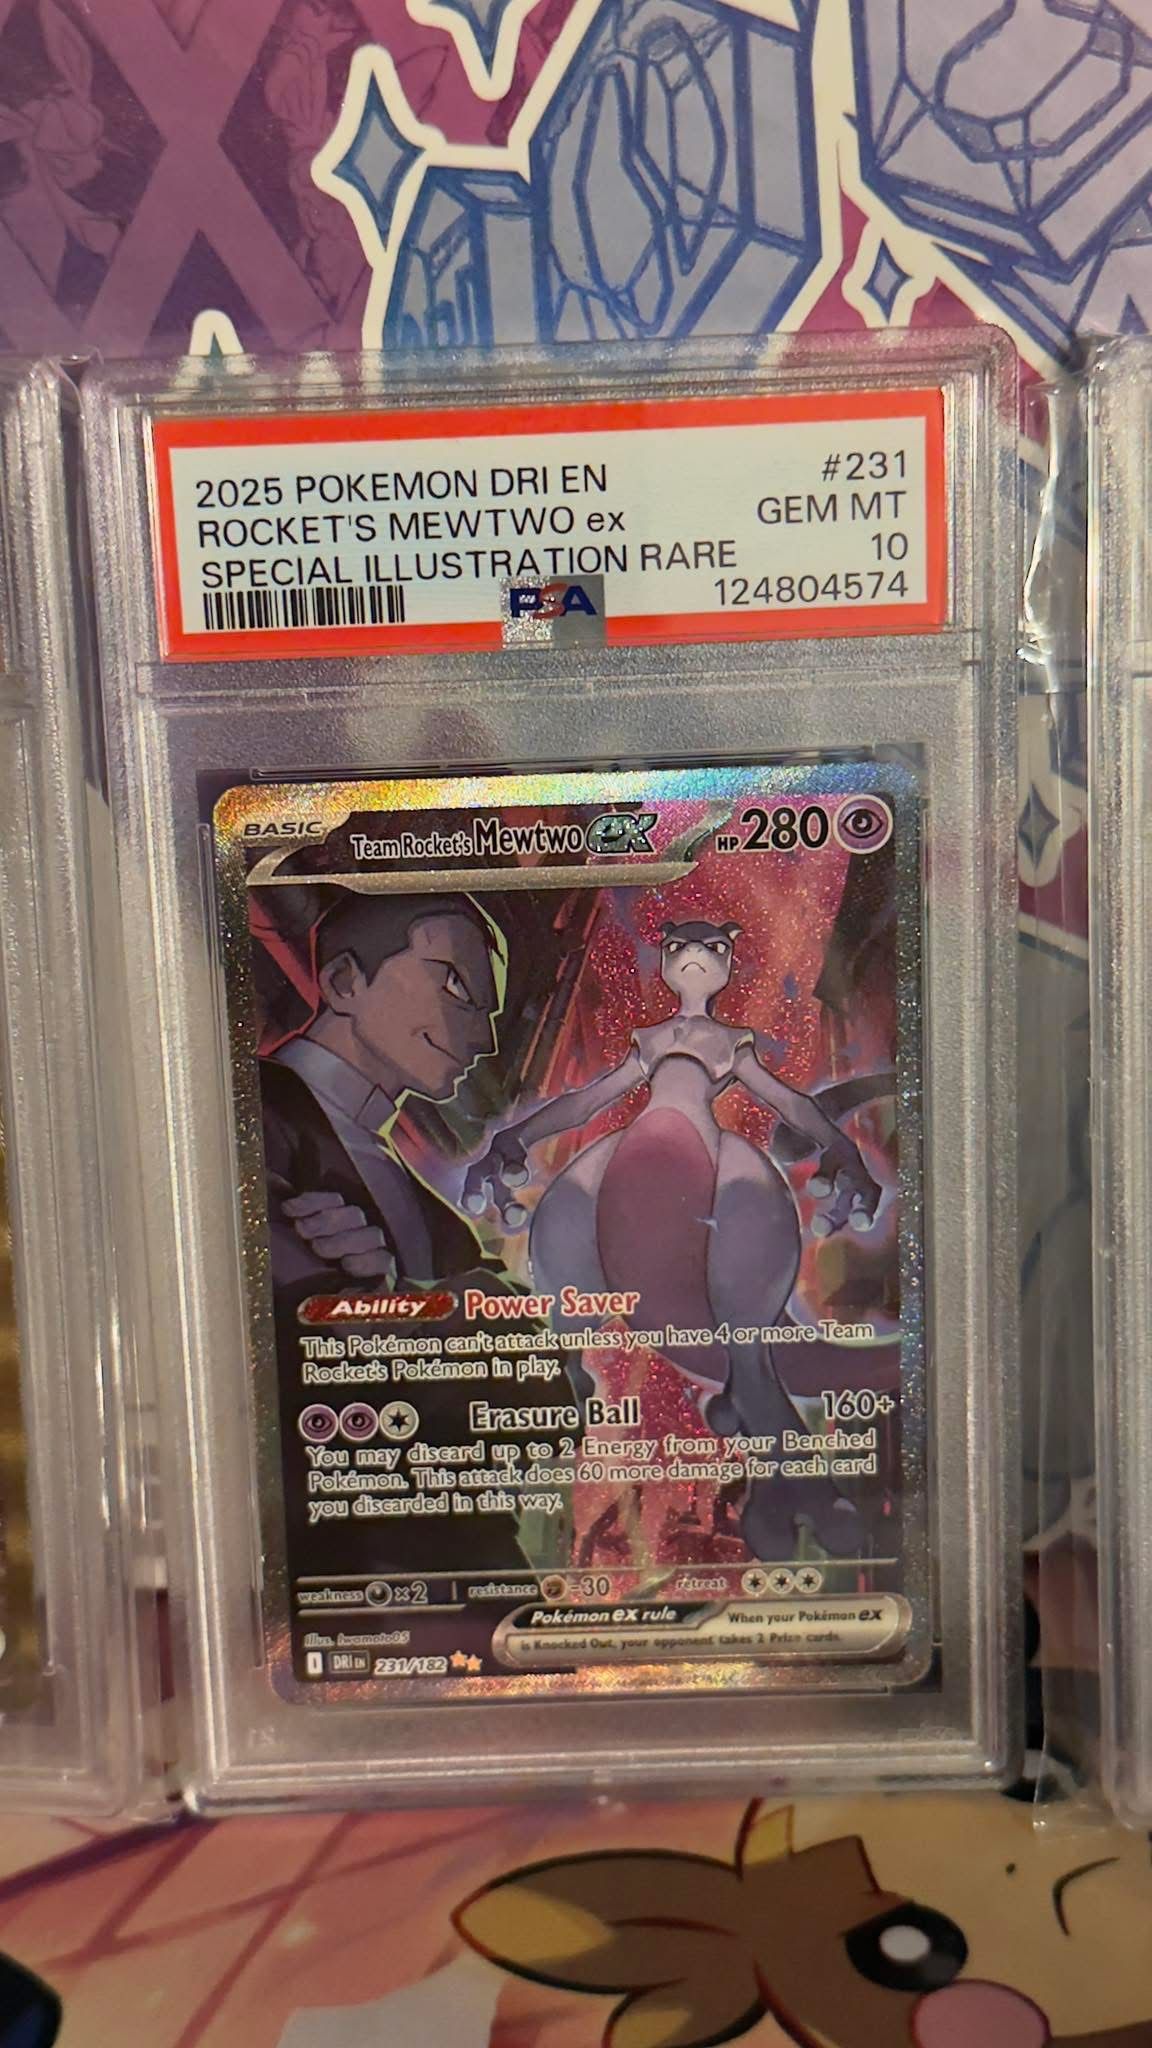 2025 POKEMON DRI EN #231
ROCKET'S MEWTWO ex GEM MT
SPECIAL ILLUSTRATION RARE 10
PSA 124804574
BASIC Team Rocket's Mewtwo ex HP 280
Ability Power Saver
This Pokémon can't attack unless you have 4 or more Team
Rocket's Pokémon in play.
Erasure Ball 160+
You may discard up to 2 Energy from your Benched
Pokémon. This attack does 60 more damage for each card
you discarded in this way.
weakness ×2 resistance -30 retreat
Pokémon ex rule When your Pokémon ex
is Knocked Out, your opponent takes 2 Prize cards.
Illus. Iwamoto05
I DRI EN 231/182